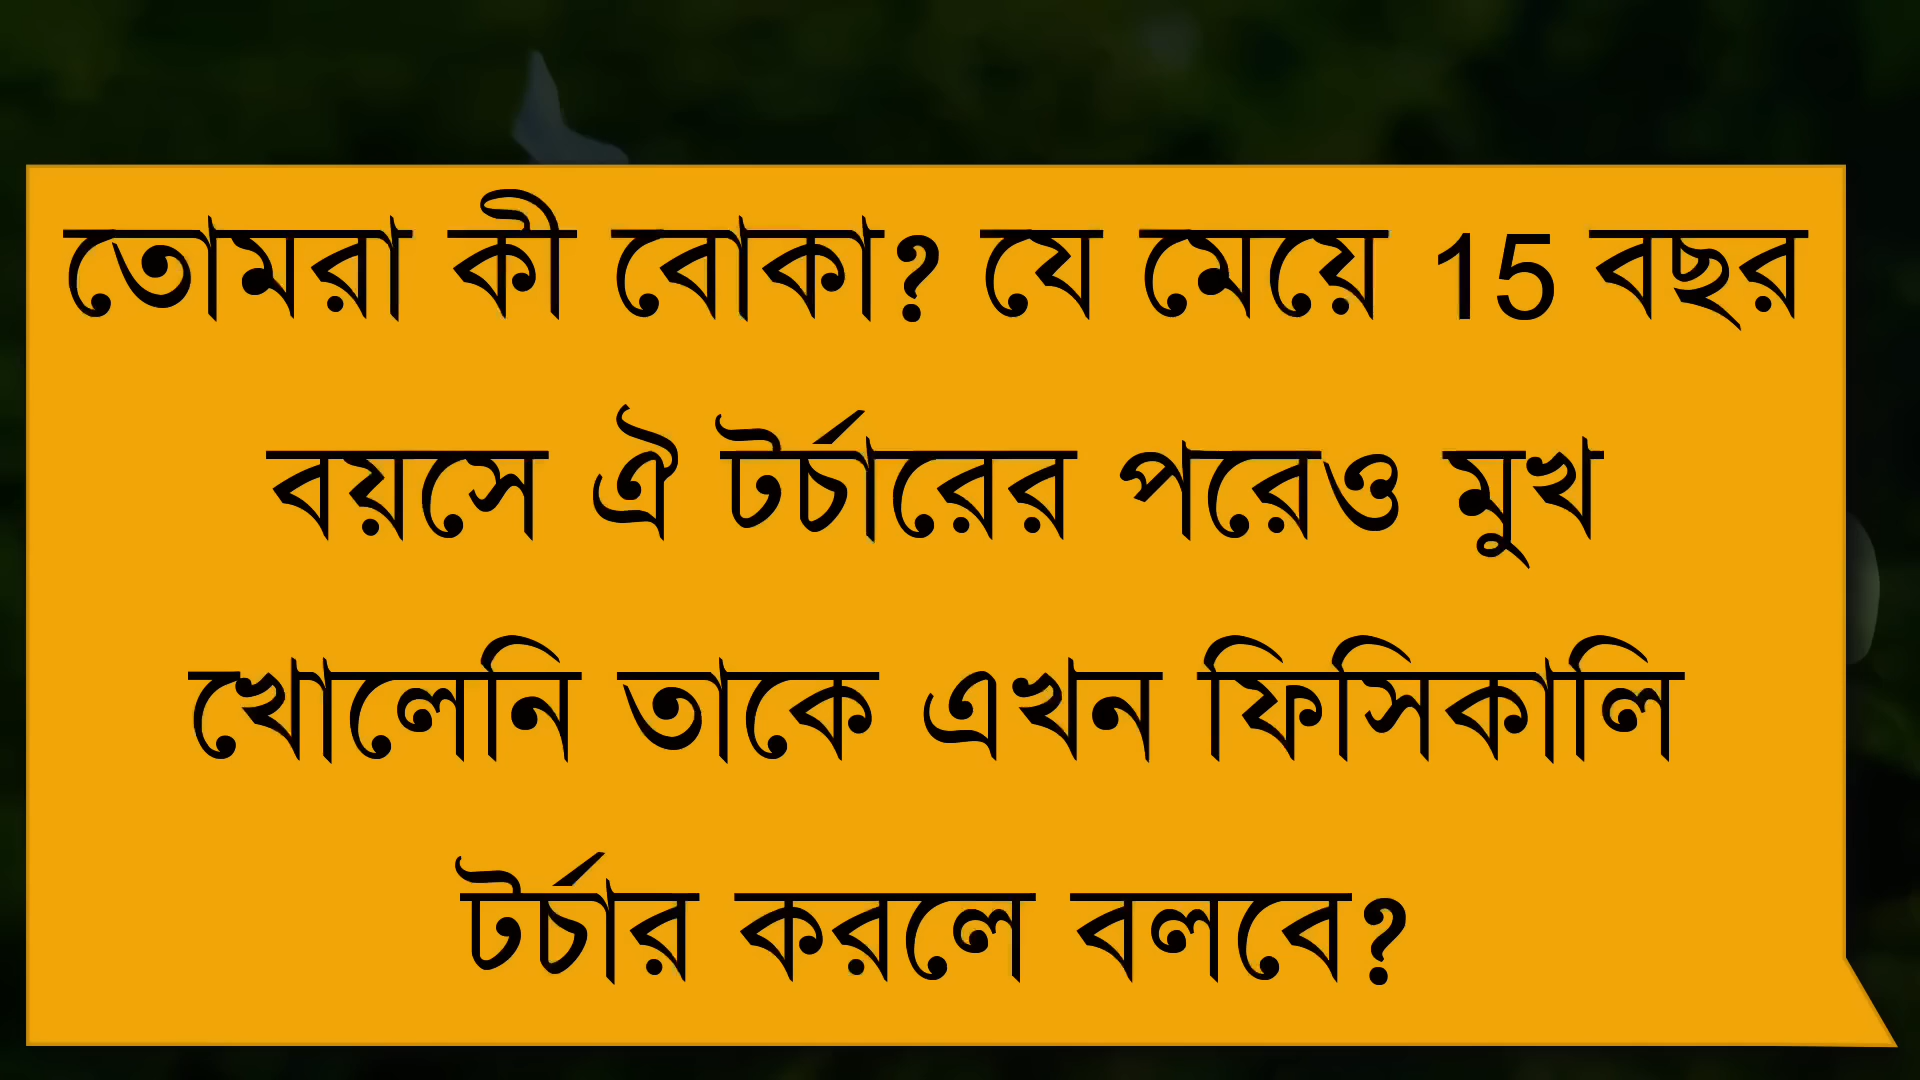 তোমরা কী বোকা? যে মেয়ে 15 বছর
বয়সে ঐ টর্চারের পরেও মুখ
খোলেনি তাকে এখন ফিসিকালি
টর্চার করলে বলবে?